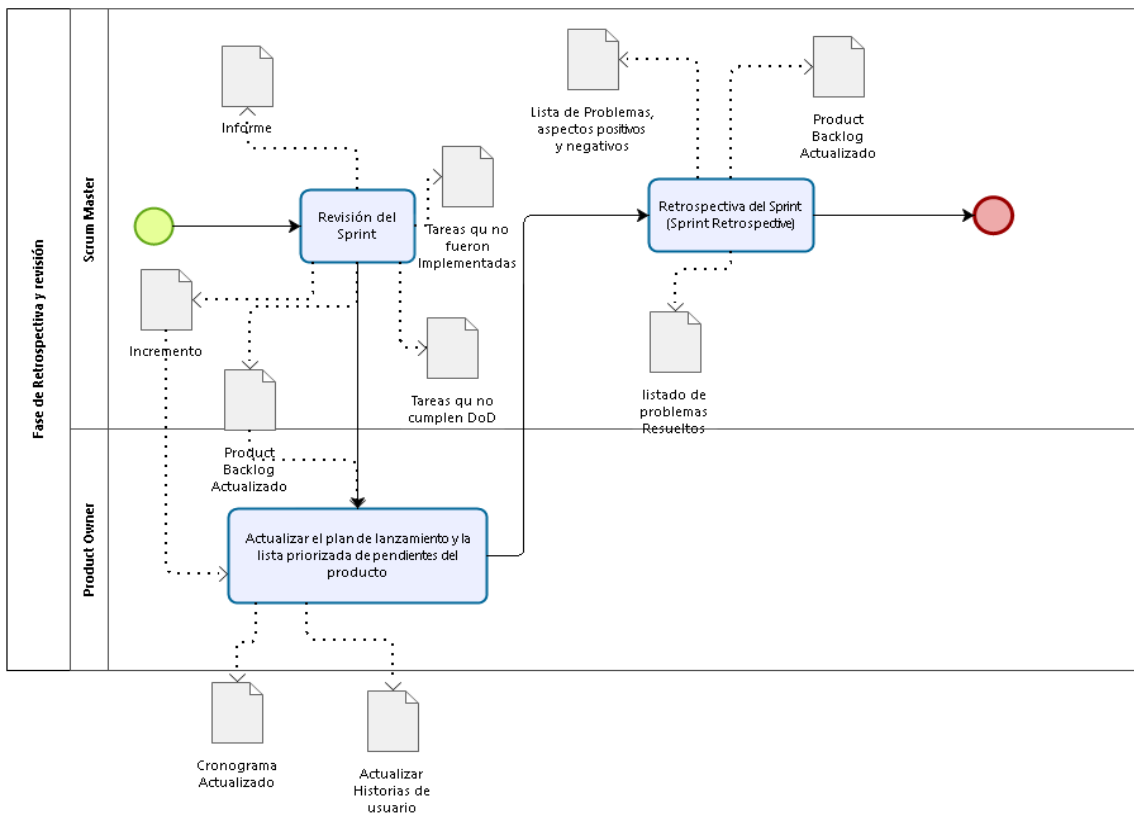 Fase de Retrospectiva y revisión
Scrum Master
Informe
Revisión del
Sprint
Tareas qu no
fueron
Implementadas
Incremento
Tareas qu no
cumplen DoD
Product
Backlog
Actualizado
Lista de Problemas,
aspectos positivos
y negativos
Product
Backlog
Actualizado
Retrospectiva del Sprint
(Sprint Retrospective)
listado de
problemas
Resueltos
Product Owner
Actualizar el plan de lanzamiento y la
lista priorizada de pendientes del
producto
Cronograma
Actualizado
Actualizar
Historias de
usuario